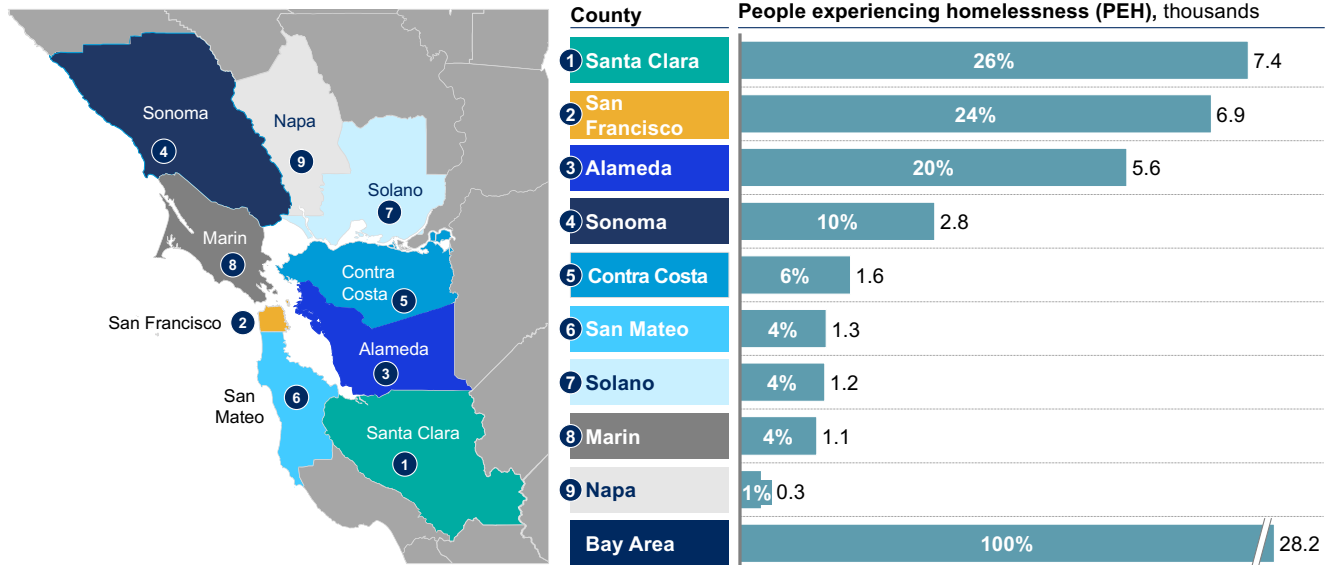 Sonoma
4
Napa
9
Solano
7
Marin
8
Contra
Costa
5
San Francisco
2
Alameda
3
San
Mateo
6
Santa Clara
1
County
People experiencing homelessness (PEH), thousands
1 Santa Clara 26% 7.4
2 San
Francisco 24% 6.9
3 Alameda 20% 5.6
4 Sonoma 10% 2.8
5 Contra Costa 6% 1.6
6 San Mateo 4% 1.3
7 Solano 4% 1.2
8 Marin 4% 1.1
9 Napa 1% 0.3
Bay Area 100% 28.2